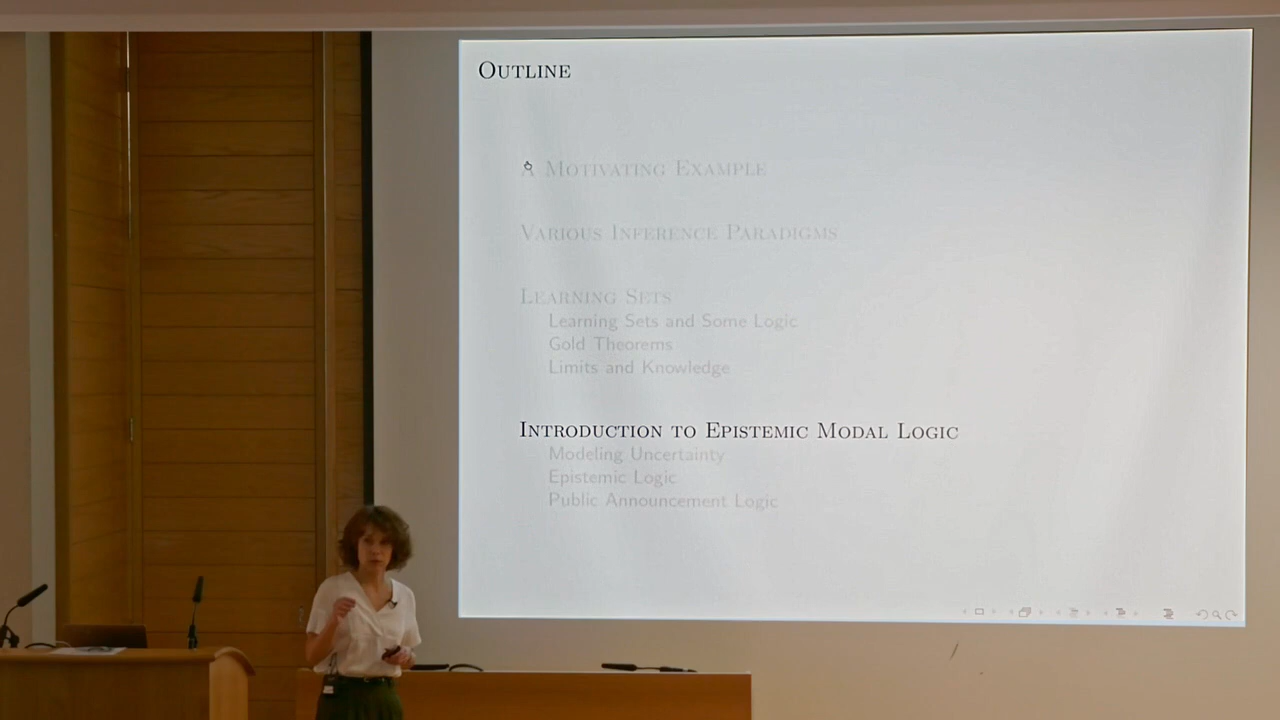 OUTLINE
A MOTIVATING EXAMPLE
VARIOUS INFERENCE PARADIGMS
LEARNING SETS
Learning Sets and Some Logic
Gold Theorems
Limits and Knowledge
INTRODUCTION TO EPISTEMIC MODAL LOGIC
Modeling Uncertainty
Epistemic Logic
Public Announcement Logic